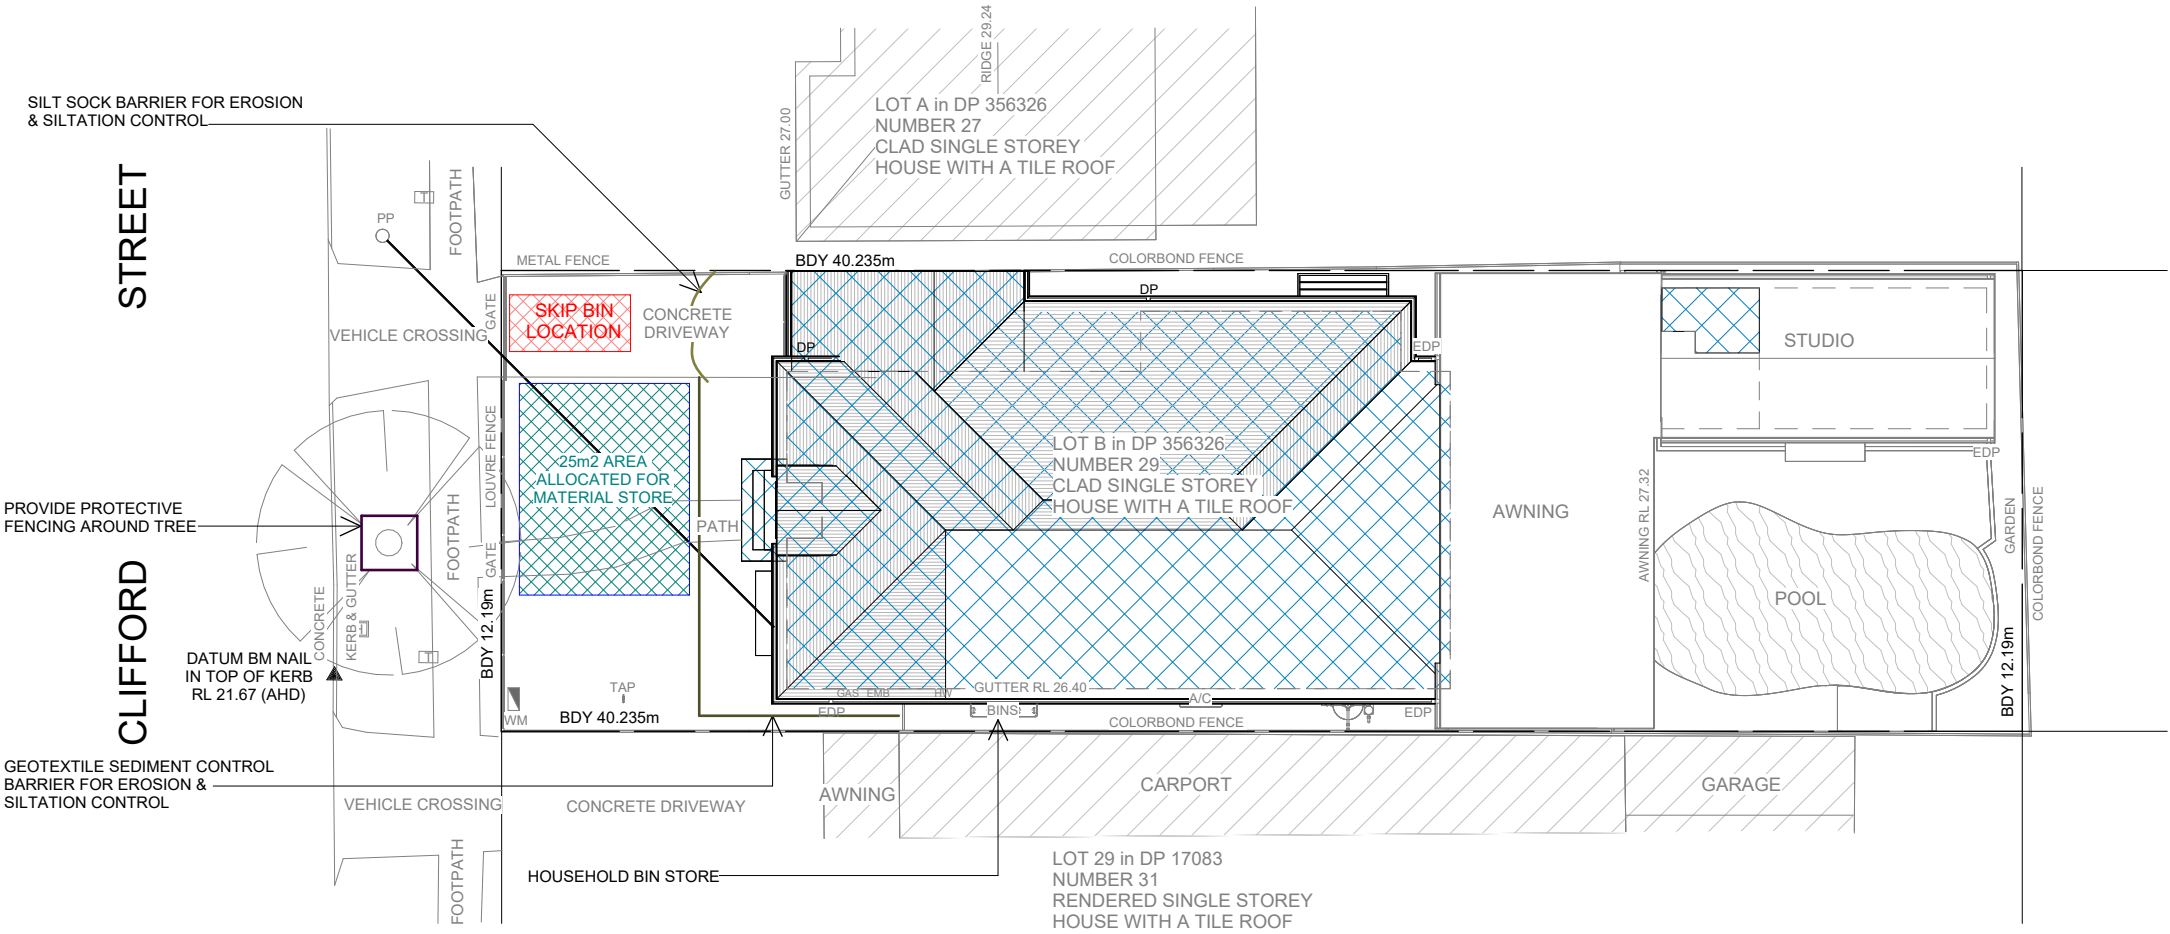 RIDGE 29.24
SILT SOCK BARRIER FOR EROSION
& SILTATION CONTROL
GUTTER 27.00
LOT A in DP 356326
NUMBER 27
CLAD SINGLE STOREY
HOUSE WITH A TILE ROOF
STREET
T
FOOTPATH
PP
METAL FENCE
BDY 40.235m
COLORBOND FENCE
DP
GATE
SKIP BIN
LOCATION
CONCRETE
DRIVEWAY
VEHICLE CROSSING
DP
EDP
STUDIO
LOUVRE FENCE
25m2 AREA
ALLOCATED FOR
MATERIAL STORE
LOT B in DP 356326
NUMBER 29
CLAD SINGLE STOREY
HOUSE WITH A TILE ROOF
EDP
AWNING RL 27.32
AWNING
GARDEN
COLORBOND FENCE
PROVIDE PROTECTIVE
FENCING AROUND TREE
FOOTPATH
PATH
GATE
CLIFFORD
CONCRETE
KERB & GUTTER
BDY 12.19m
POOL
T
DATUM BM NAIL
IN TOP OF KERB
RL 21.67 (AHD)
TAP
WM
BDY 40.235m
GAS
EMB
HW
GUTTER RL 26.40
EDP
BINS
A/C
COLORBOND FENCE
EDP
BDY 12.19m
GEOTEXTILE SEDIMENT CONTROL
BARRIER FOR EROSION &
SILTATION CONTROL
VEHICLE CROSSING
CONCRETE DRIVEWAY
AWNING
CARPORT
GARAGE
FOOTPATH
HOUSEHOLD BIN STORE
LOT 29 in DP 17083
NUMBER 31
RENDERED SINGLE STOREY
HOUSE WITH A TILE ROOF